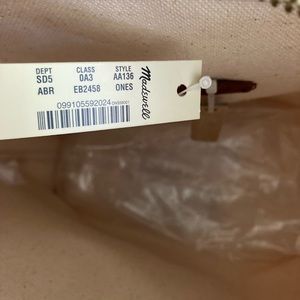 DEPT CLASS STYLE
SD5 0A3 AA136
ABR EB2458 ONES
099105592024
Madewell